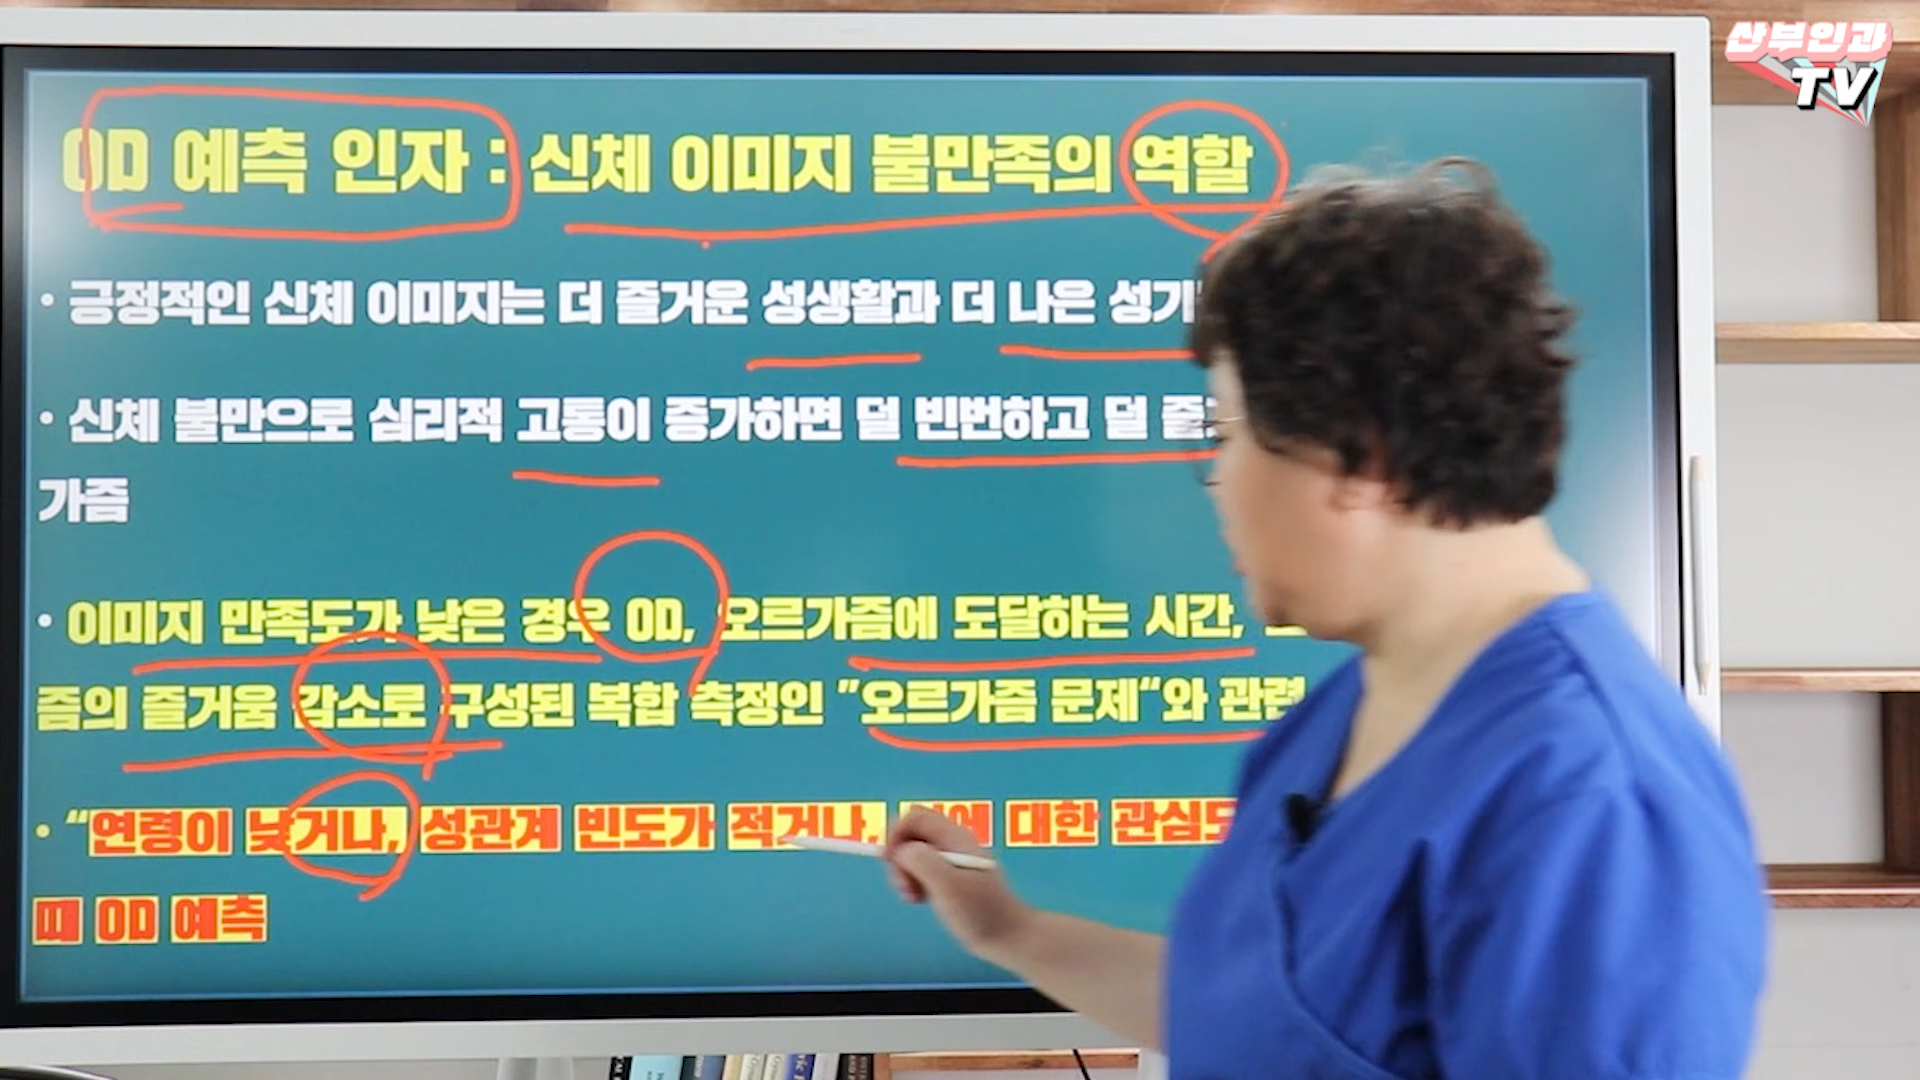 산부인과
TV
OD 예측 인자 : 신체 이미지 불만족의 역할
• 긍정적인 신체 이미지는 더 즐거운 성생활과 더 나은 성기
• 신체 불만으로 심리적 고통이 증가하면 덜 빈번하고 덜
가즘
• 이미지 만족도가 낮은 경우 OD, 오르가즘에 도달하는 시간,
즘의 즐거움 감소로 구성된 복합 측정인 ”오르가즘 문제“와 관련
• “연령이 낮거나, 성관계 빈도가 적거나, 대한 관심도
때 OD 예측